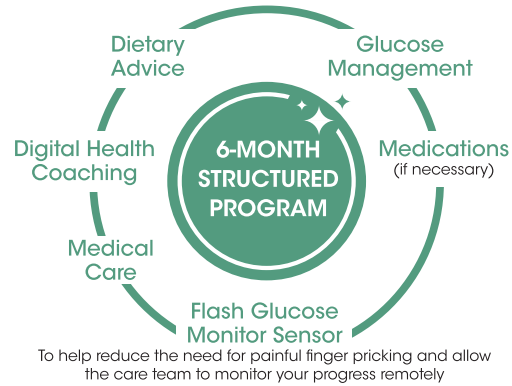 Dietary
Advice
Glucose
Management
Digital Health
Coaching
6-MONTH
STRUCTURED
PROGRAM
Medications
(if necessary)
Medical
Care
Flash Glucose
Monitor Sensor
To help reduce the need for painful finger pricking and allow
the care team to monitor your progress remotely